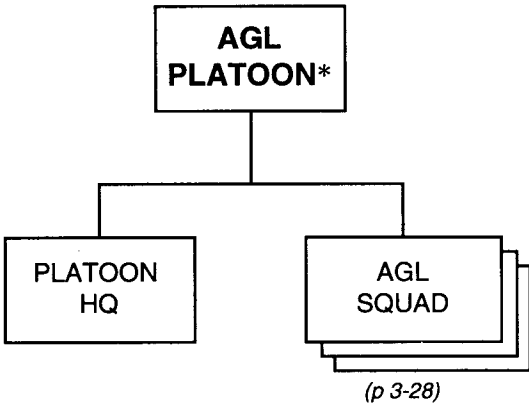 AGL
PLATOON*
PLATOON
HQ
AGL
SQUAD
(p 3-28)